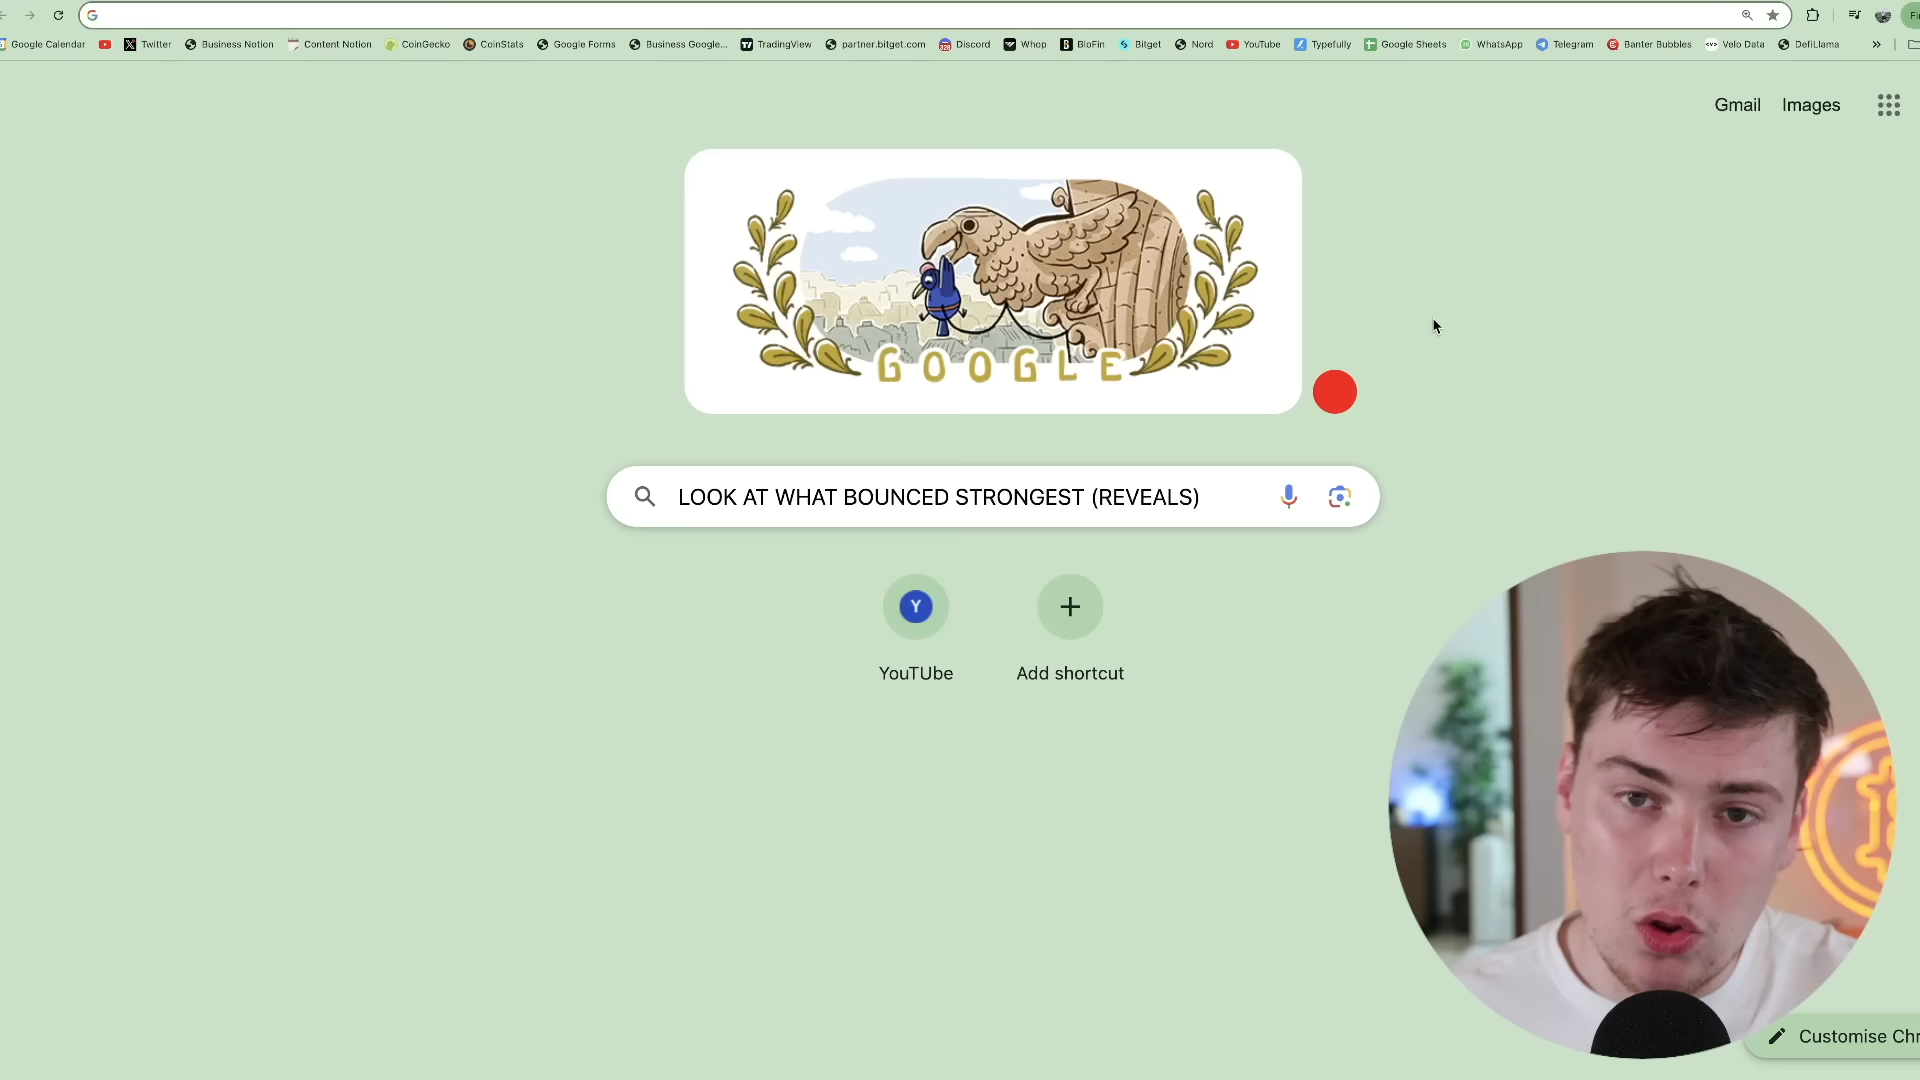 Google Calendar Twitter Business Notion Content Notion CoinGecko CoinStats Google Forms Business Google... TradingView partner.bitget.com Discord Whop BloFin Bitget Nord YouTube Typefully Google Sheets WhatsApp Telegram Banter Bubbles Velo Data DefiLlama
Gmail Images
GOOGLE
LOOK AT WHAT BOUNCED STRONGEST (REVEALS)
Y
YouTUbe Add shortcut
Customise Chr